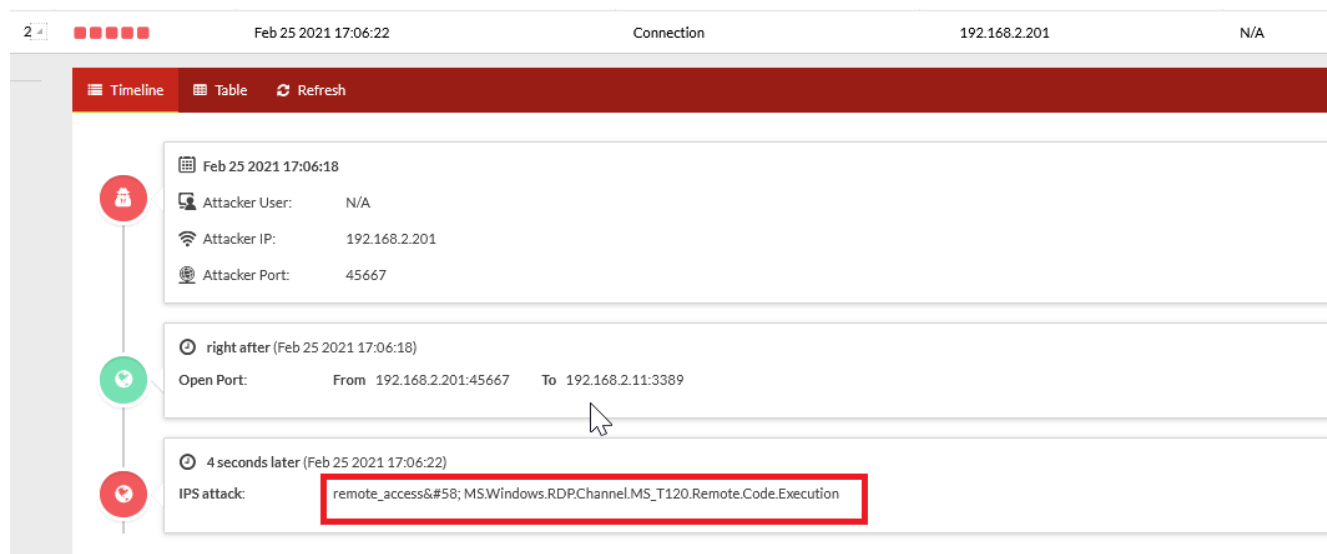 2 Feb 25 2021 17:06:22 Connection 192.168.2.201 N/A
Timeline Table Refresh
Feb 25 2021 17:06:18
Attacker User: N/A
Attacker IP: 192.168.2.201
Attacker Port: 45667
right after (Feb 25 2021 17:06:18)
Open Port: From 192.168.2.201:45667 To 192.168.2.11:3389
4 seconds later (Feb 25 2021 17:06:22)
IPS attack: remote_access&#58; MS.Windows.RDP.Channel.MS_T120.Remote.Code.Execution